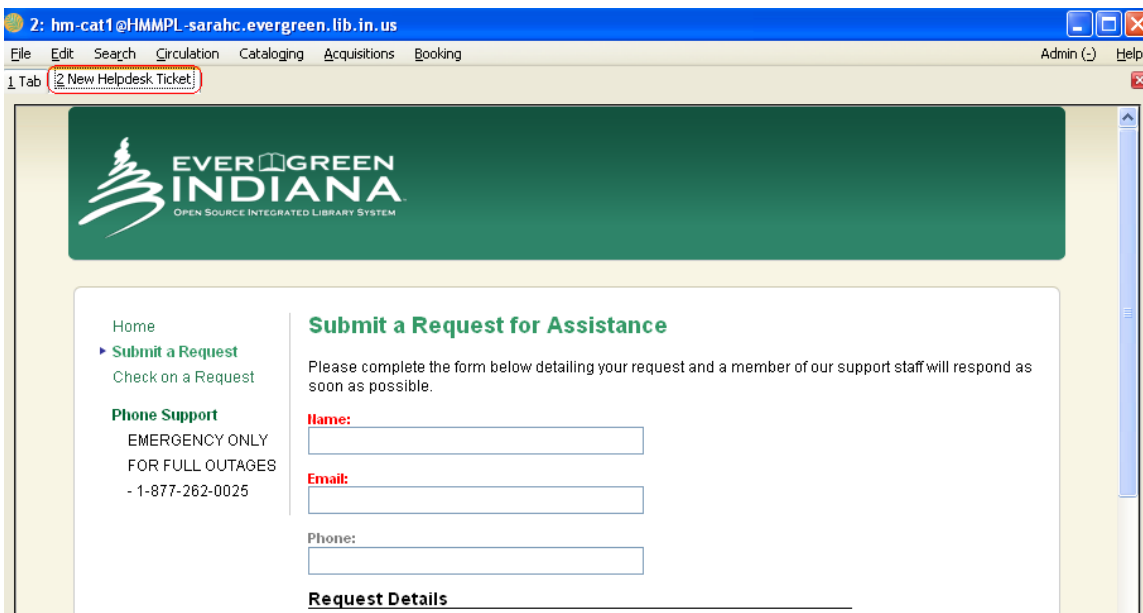 2: hm-cat1@HMMPL-sarahc.evergreen.lib.in.us
File Edit Search Circulation Cataloging Acquisitions Booking Admin (-) Help
1 Tab 2 New Helpdesk Ticket
EVERGREEN
INDIANA
OPEN SOURCE INTEGRATED LIBRARY SYSTEM
Home
Submit a Request
Check on a Request
Phone Support
EMERGENCY ONLY
FOR FULL OUTAGES
- 1-877-262-0025
Submit a Request for Assistance
Please complete the form below detailing your request and a member of our support staff will respond as
soon as possible.
Name:
Email:
Phone:
Request Details